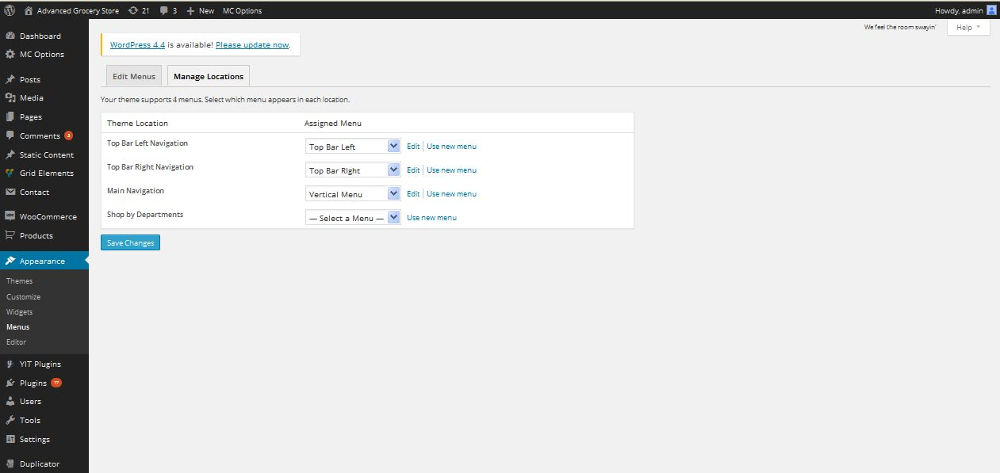 Advanced Grocery Store 21 3 New MC Options Howdy, admin
We feel the room swayin' Help
Dashboard
MC Options
Posts
Media
Pages
Comments 3
Static Content
Grid Elements
Contact
WooCommerce
Products
Appearance
Themes
Customize
Widgets
Menus
Editor
YIT Plugins
Plugins 17
Users
Tools
Settings
Duplicator
WordPress 4.4 is available! Please update now.
Edit Menus Manage Locations
Your theme supports 4 menus. Select which menu appears in each location.
Theme Location Assigned Menu
Top Bar Left Navigation Top Bar Left Edit Use new menu
Top Bar Right Navigation Top Bar Right Edit Use new menu
Main Navigation Vertical Menu Edit Use new menu
Shop by Departments — Select a Menu — Use new menu
Save Changes